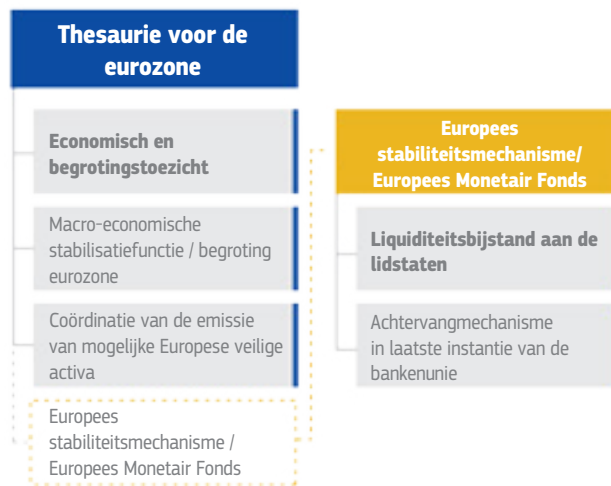 Thesaurie voor de
eurozone
Economisch en
begrotingstoezicht
Macro-economische
stabilisatiefunctie / begroting
eurozone
Coördinatie van de emissie
van mogelijke Europese veilige
activa
Europees
stabiliteitsmechanisme /
Europees Monetair Fonds
Europees
stabiliteitsmechanisme/
Europees Monetair Fonds
Liquiditeitsbijstand aan de
lidstaten
Achtervangmechanisme
in laatste instantie van de
bankenunie